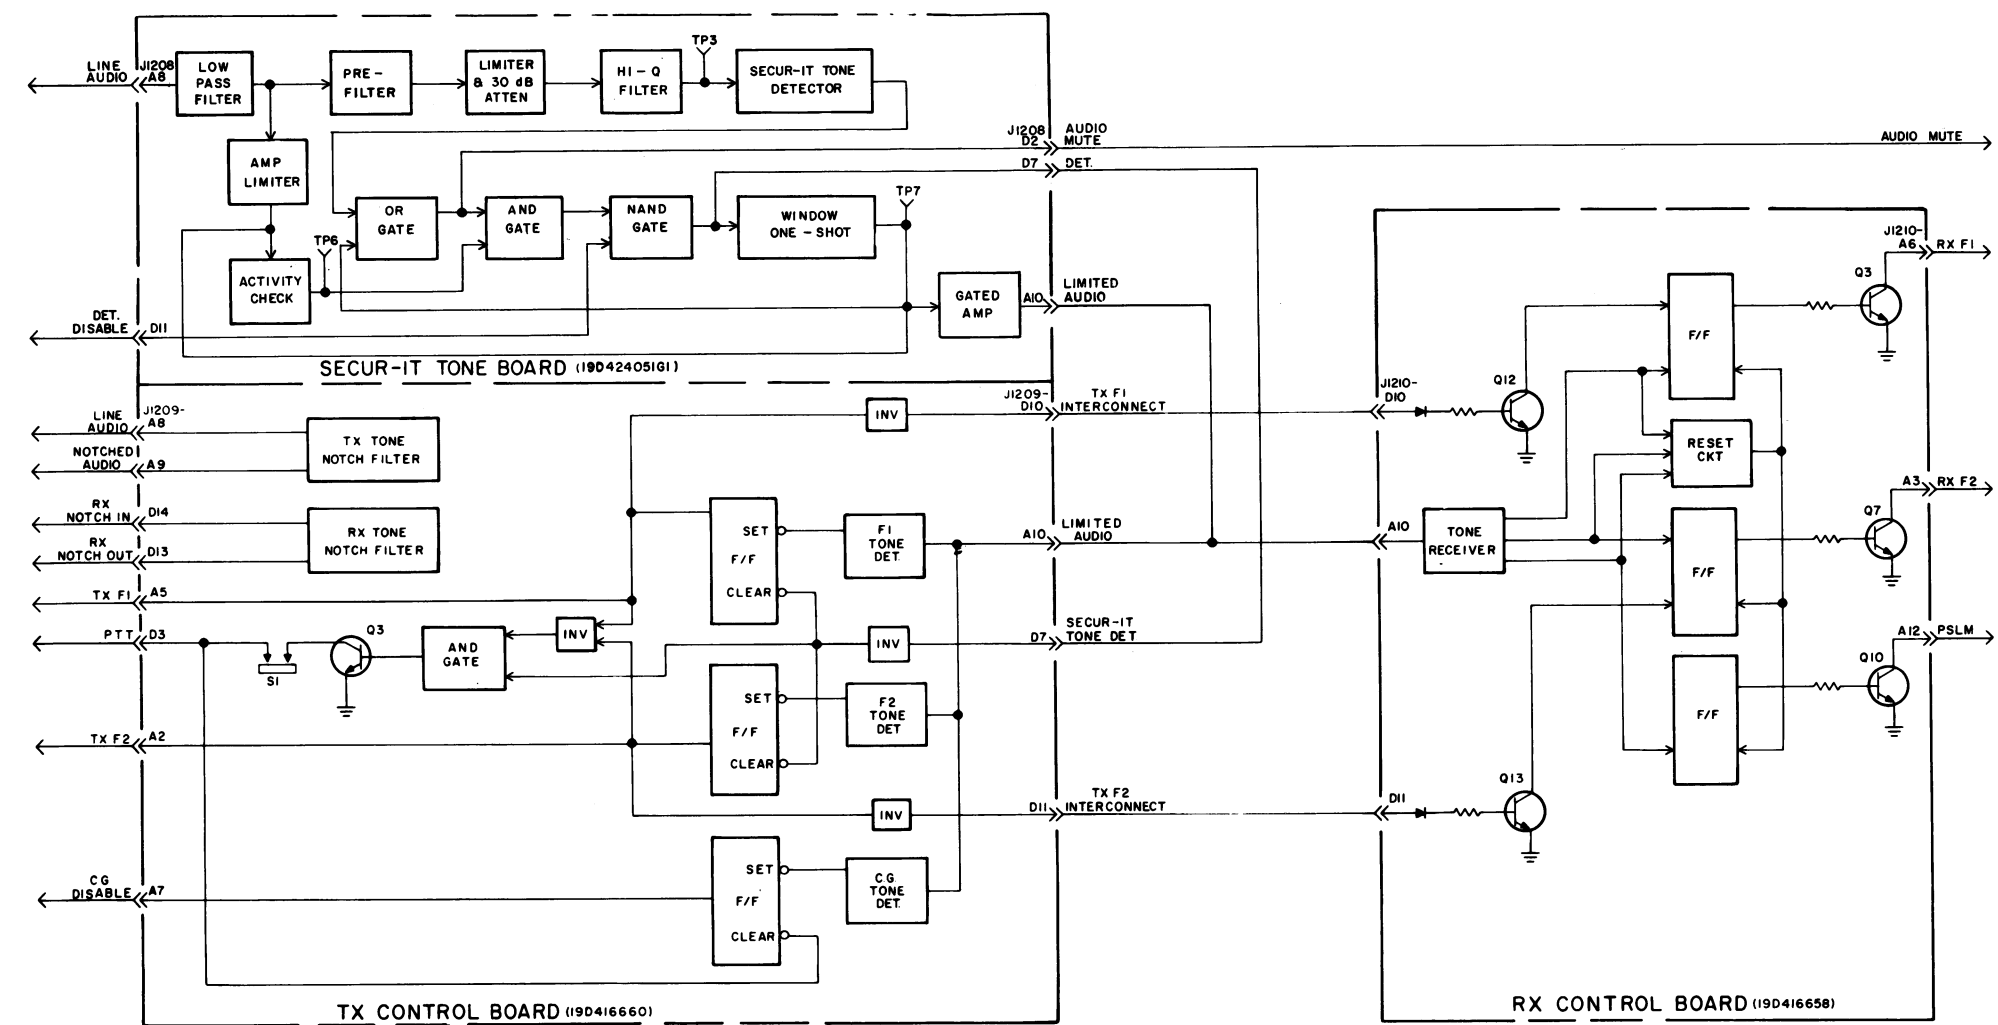 LINE
AUDIO
J1208
A8
LOW
PASS
FILTER
PRE-
FILTER
LIMITER
& 30 dB
ATTEN
HI-Q
FILTER
TP3
SECUR-IT TONE
DETECTOR
AMP
LIMITER
J1208
D2
AUDIO
MUTE
AUDIO MUTE
D7
DET.
OR
GATE
AND
GATE
NAND
GATE
WINDOW
ONE-SHOT
TP7
TP6
ACTIVITY
CHECK
GATED
AMP
A10
LIMITED
AUDIO
DET.
DISABLE
D11
SECUR-IT TONE BOARD (19D424051G1)
LINE
AUDIO
J1209-
A8
NOTCHED
AUDIO
A9
TX TONE
NOTCH FILTER
RX
NOTCH IN
D14
RX
NOTCH OUT
D13
RX TONE
NOTCH FILTER
TX F1
A5
PTT
D3
S1
Q3
AND
GATE
INV
TX F2
A2
CG
DISABLE
A7
INV
J1209-
D10
TX F1
INTERCONNECT
SET
F/F
CLEAR
F1
TONE
DET.
A10
LIMITED
AUDIO
INV
D7
SECUR-IT
TONE DET
SET
F/F
CLEAR
F2
TONE
DET
INV
D11
TX F2
INTERCONNECT
SET
F/F
CLEAR
CG
TONE
DET.
TX CONTROL BOARD (19D416660)
J1210-
D10
Q12
F/F
Q3
J1210-
A6
RX F1
RESET
CKT
A10
TONE
RECEIVER
F/F
Q7
A3
RX F2
F/F
Q10
A12
PSLM
D11
Q13
RX CONTROL BOARD (19D416658)